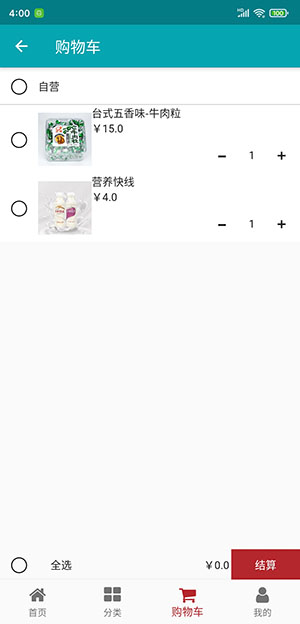 4:00
100
购物车
自营
台式五香味-牛肉粒
￥15.0
- 1 +
营养快线
￥4.0
- 1 +
全选 ￥0.0 结算
首页 分类 购物车 我的